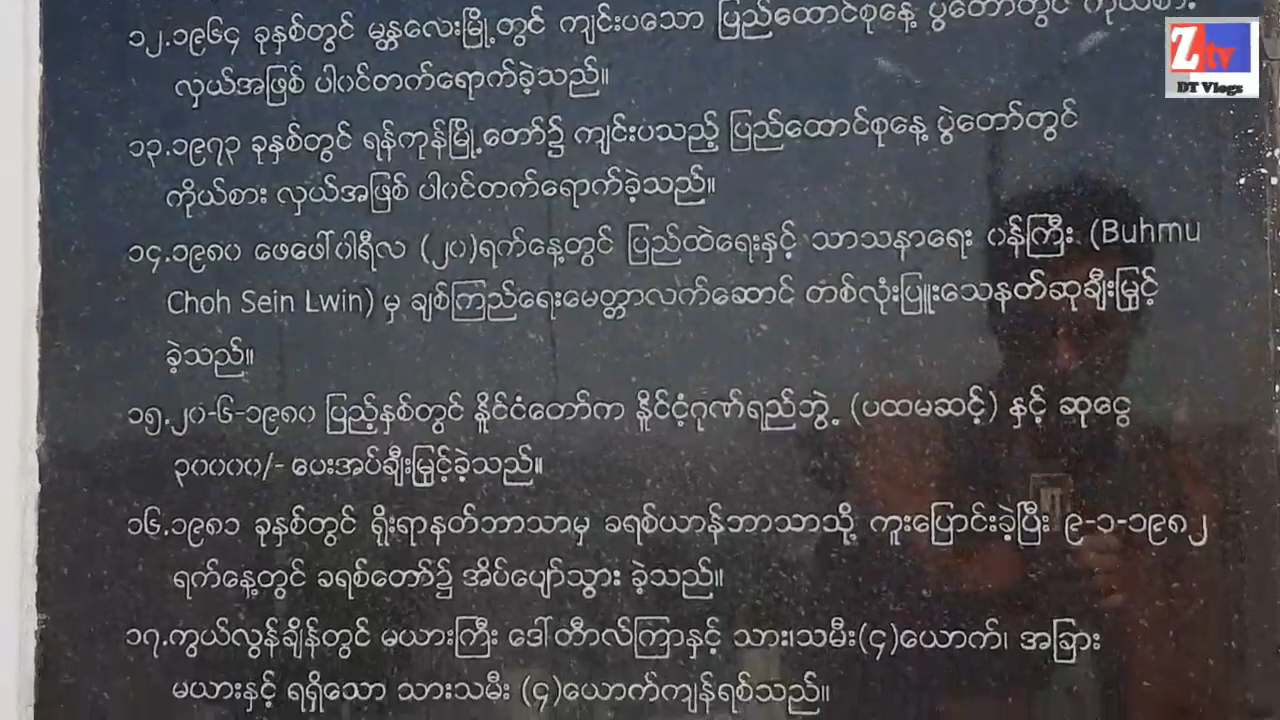 ၁၂.၁၉၆၄ ခုနှစ်တွင် မန္တလေးမြို့တွင် ကျင်းပသော ပြည်ထောင်စုနေ့ ပွဲတော်တွင် ကိုယ်စား
လှယ်အဖြစ် ပါဝင်တက်ရောက်ခဲ့သည်။
၁၃.၁၉၇၃ ခုနှစ်တွင် ရန်ကုန်မြို့တော်၌ ကျင်းပသည့် ပြည်ထောင်စုနေ့ ပွဲတော်တွင်
ကိုယ်စား လှယ်အဖြစ် ပါဝင်တက်ရောက်ခဲ့သည်။
၁၄.၁၉၈၀ ဖေဖေါ်ဝါရီလ (၂၀)ရက်နေ့တွင် ပြည်ထဲရေးနှင့် သာသနာရေး ဝန်ကြီး (Buhmu
Choh Sein Lwin) မှ ချစ်ကြည်ရေးမေတ္တာလက်ဆောင် တစ်လုံးပြူးသေနတ်ဆုချီးမြှင့်
ခဲ့သည်။
၁၅.၂၀-၆-၁၉၈၀ ပြည့်နှစ်တွင် နိူင်ငံတော်က နိူင်ငံ့ဂုဏ်ရည်ဘွဲ့ (ပထမဆင့်) နှင့် ဆုငွေ
၃၀၀၀၀/- ပေးအပ်ချီးမြှင့်ခဲ့သည်။
၁၆.၁၉၈၁ ခုနှစ်တွင် ရိုးရာနတ်ဘာသာမှ ခရစ်ယာန်ဘာသာသို့ ကူးပြောင်းခဲ့ပြီး ၉-၁-၁၉၈၂
ရက်နေ့တွင် ခရစ်တော်၌ အိပ်ပျော်သွား ခဲ့သည်။
၁၇.ကွယ်လွန်ချိန်တွင် မယားကြီး ဒေါ်တီာလ်ကြာနှင့် သား၊သမီး(၄)ယောက်၊ အခြား
မယားနှင့် ရရှိသော သားသမီး (၄)ယောက်ကျန်ရစ်သည်။
Ztv
DT Vlogs